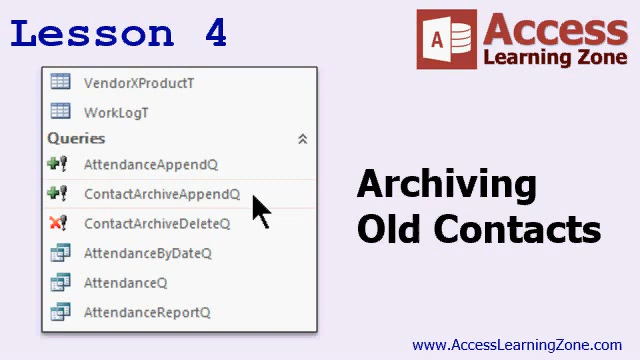 Lesson 4
A
Access
Learning Zone
VendorXProductT
WorkLogT
Queries
AttendanceAppendQ
ContactArchiveAppendQ
ContactArchiveDeleteQ
AttendanceByDateQ
AttendanceQ
AttendanceReportQ
Archiving
Old Contacts
www.AccessLearningZone.com